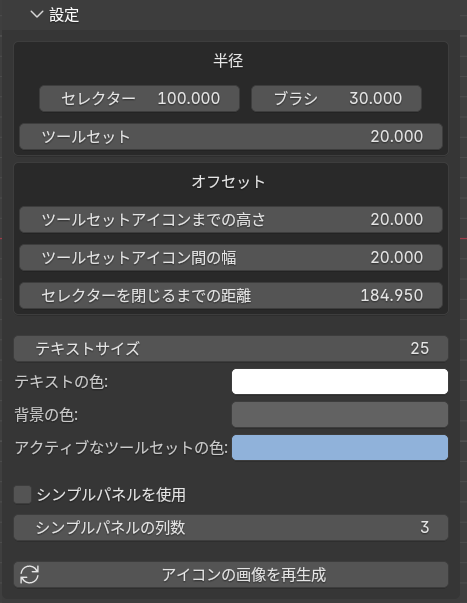 設定
半径
セレクター 100.000 ブラシ 30.000
ツールセット 20.000
オフセット
ツールセットアイコンまでの高さ 20.000
ツールセットアイコン間の幅 20.000
セレクターを閉じるまでの距離 184.950
テキストサイズ 25
テキストの色:
背景の色:
アクティブなツールセットの色:
シンプルパネルを使用
シンプルパネルの列数 3
アイコンの画像を再生成